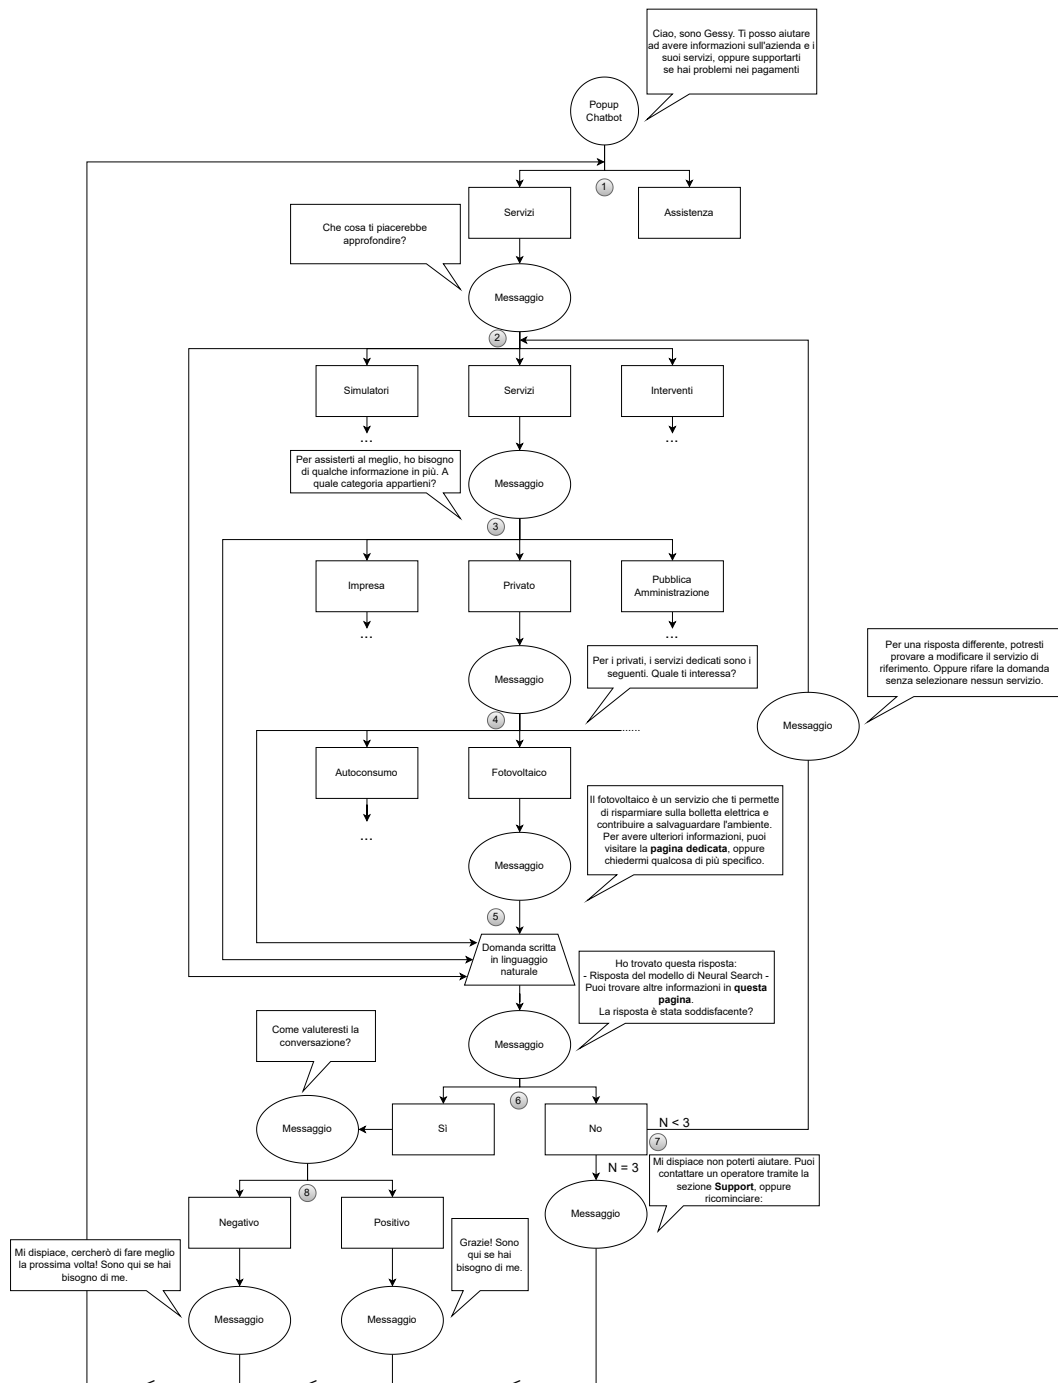 Ciao, sono Gessy. Ti posso aiutare
ad avere informazioni sull'azienda e i
suoi servizi, oppure supportarti
se hai problemi nei pagamenti
Popup
Chatbot
1
Servizi
Assistenza
Che cosa ti piacerebbe
approfondire?
Messaggio
2
Simulatori
Servizi
Interventi
...
...
Per assisterti al meglio, ho bisogno
di qualche informazione in più. A
quale categoria appartieni?
Messaggio
3
Impresa
Privato
Pubblica
Amministrazione
...
...
Per una risposta differente, potresti
provare a modificare il servizio di
riferimento. Oppure rifare la domanda
senza selezionare nessun servizio.
Messaggio
Per i privati, i servizi dedicati sono i
seguenti. Quale ti interessa?
Messaggio
4
Autoconsumo
Fotovoltaico
...
Il fotovoltaico è un servizio che ti permette
di risparmiare sulla bolletta elettrica e
contribuire a salvaguardare l'ambiente.
Per avere ulteriori informazioni, puoi
visitare la pagina dedicata, oppure
chiedermi qualcosa di più specifico.
Messaggio
5
Domanda scritta
in linguaggio
naturale
Ho trovato questa risposta:
- Risposta del modello di Neural Search -
Puoi trovare altre informazioni in questa
pagina.
La risposta è stata soddisfacente?
Messaggio
Come valuteresti la
conversazione?
6
Messaggio
Sì
No
N < 3
7
N = 3
Mi dispiace non poterti aiutare. Puoi
contattare un operatore tramite la
sezione Support, oppure
ricominciare:
Messaggio
8
Negativo
Positivo
Mi dispiace, cercherò di fare meglio
la prossima volta! Sono qui se hai
bisogno di me.
Grazie! Sono
qui se hai
bisogno di me.
Messaggio
Messaggio